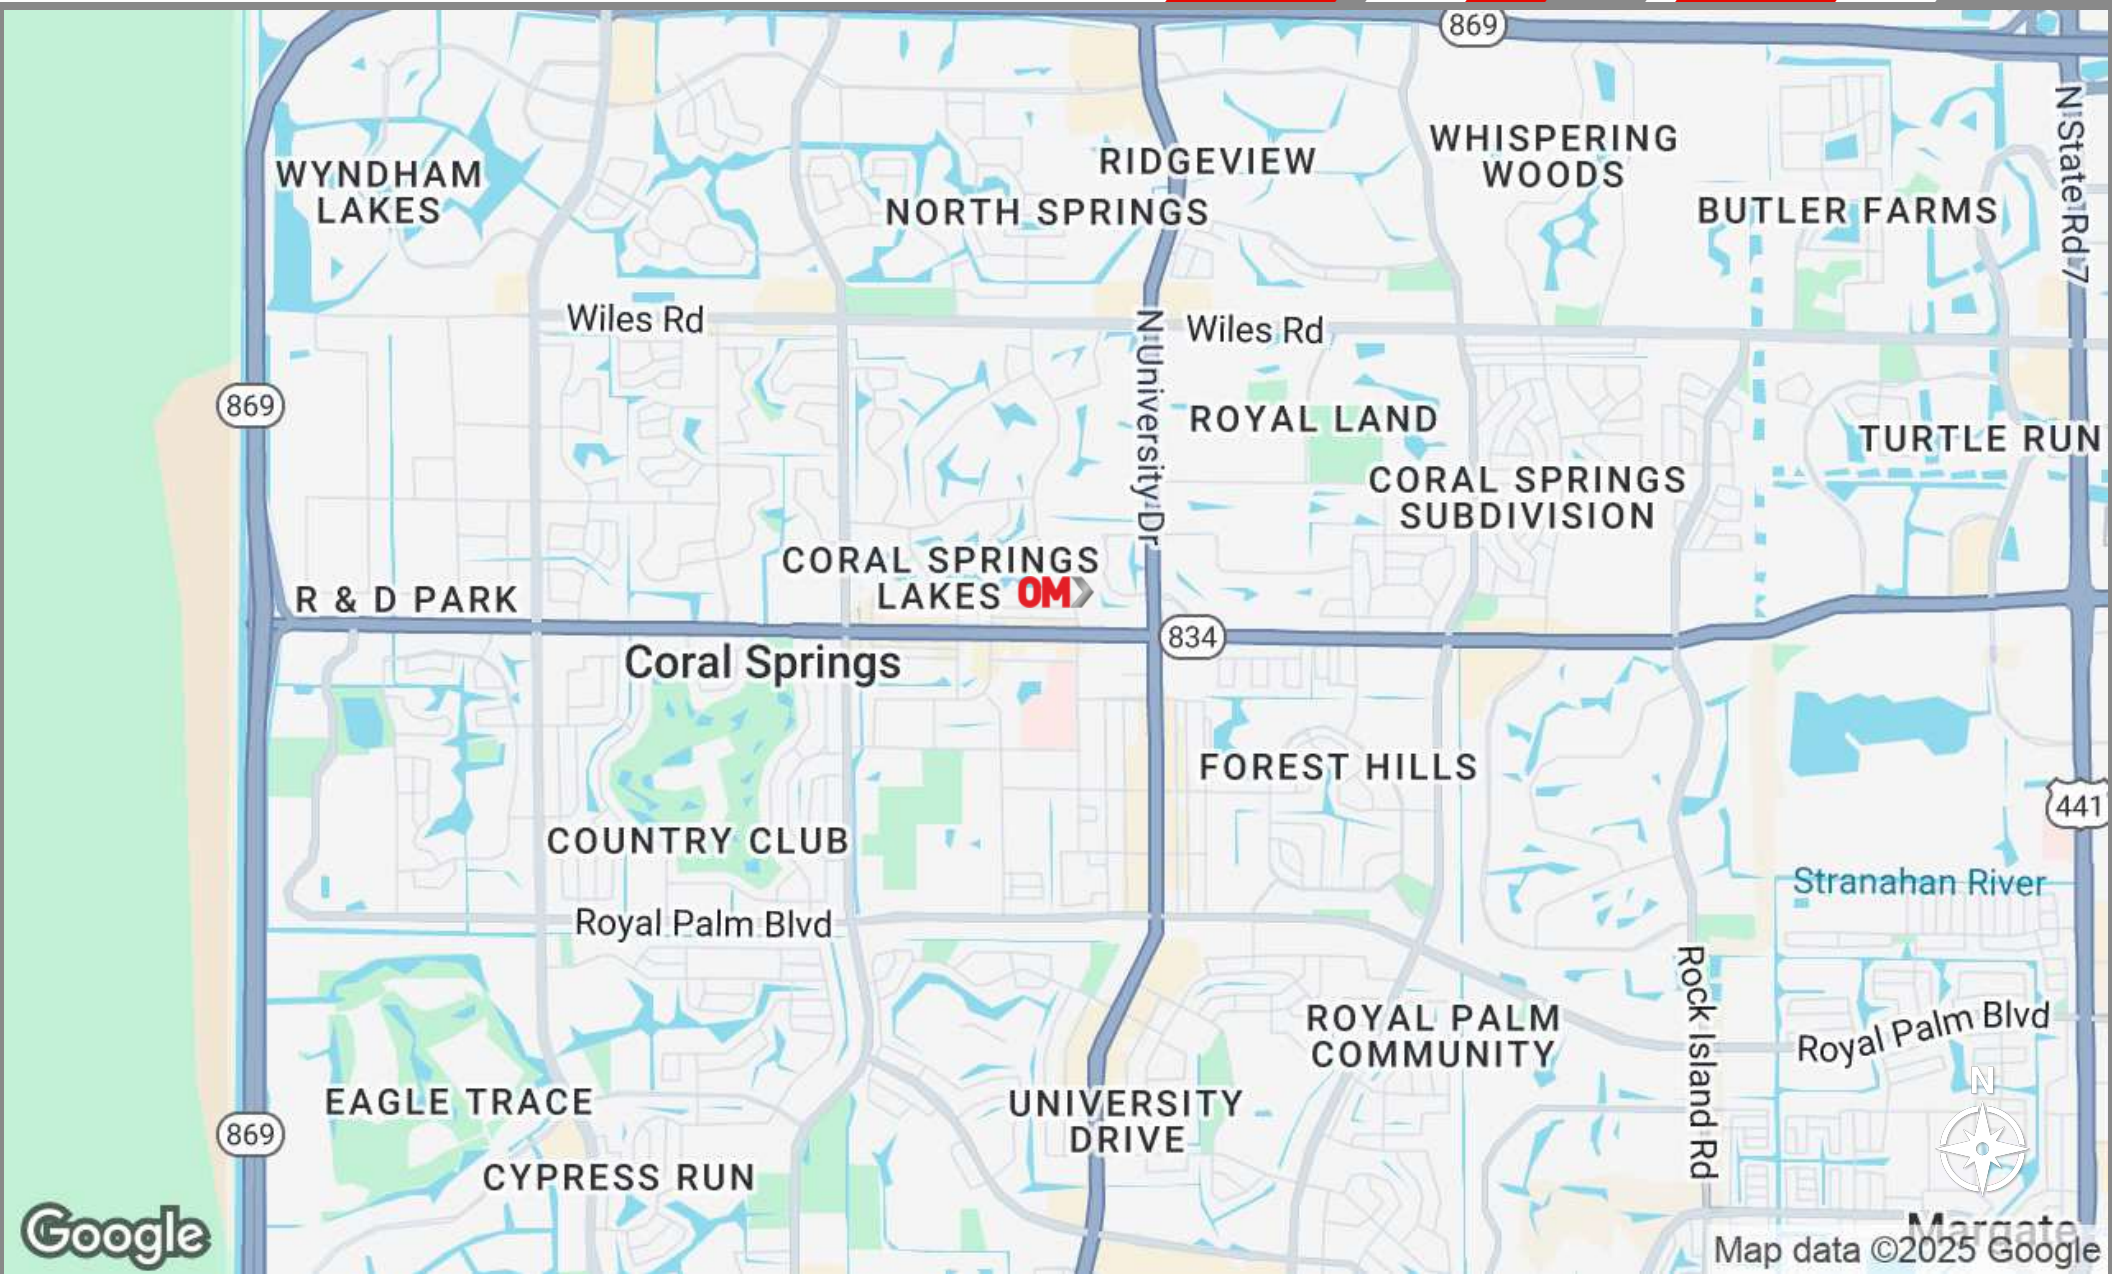 869
WHISPERING
WOODS
N State Rd 7
WYNDHAM
LAKES
RIDGEVIEW
NORTH SPRINGS
BUTLER FARMS
Wiles Rd
N University Dr
Wiles Rd
869
ROYAL LAND
TURTLE RUN
CORAL SPRINGS
SUBDIVISION
CORAL SPRINGS
LAKES
OM
R & D PARK
834
Coral Springs
FOREST HILLS
441
COUNTRY CLUB
Stranahan River
Royal Palm Blvd
Rock Island Rd
ROYAL PALM
COMMUNITY
Royal Palm Blvd
N
EAGLE TRACE
UNIVERSITY
DRIVE
869
CYPRESS RUN
Google
Margate
Map data ©2025 Google